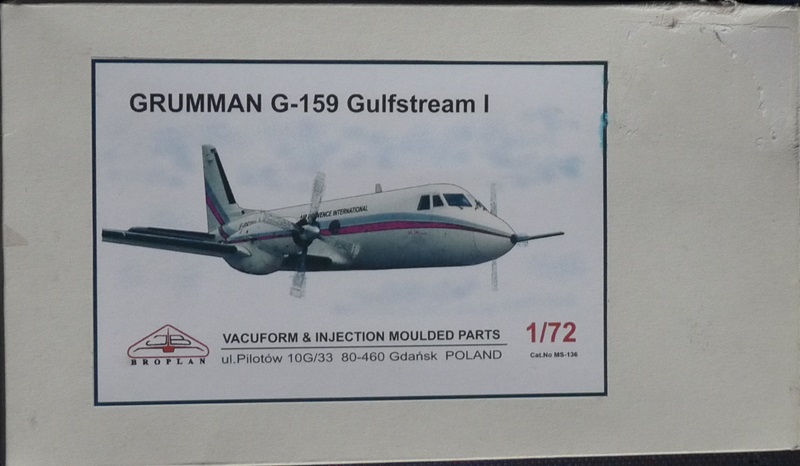 GRUMMAN G-159 Gulfstream I
INTERNATIONAL
VACUFORM & INJECTION MOULDED PARTS
1/72
BROPLAN
ul.Pilotów 10G/33 80-460 Gdańsk POLAND
Cat.No MS-136